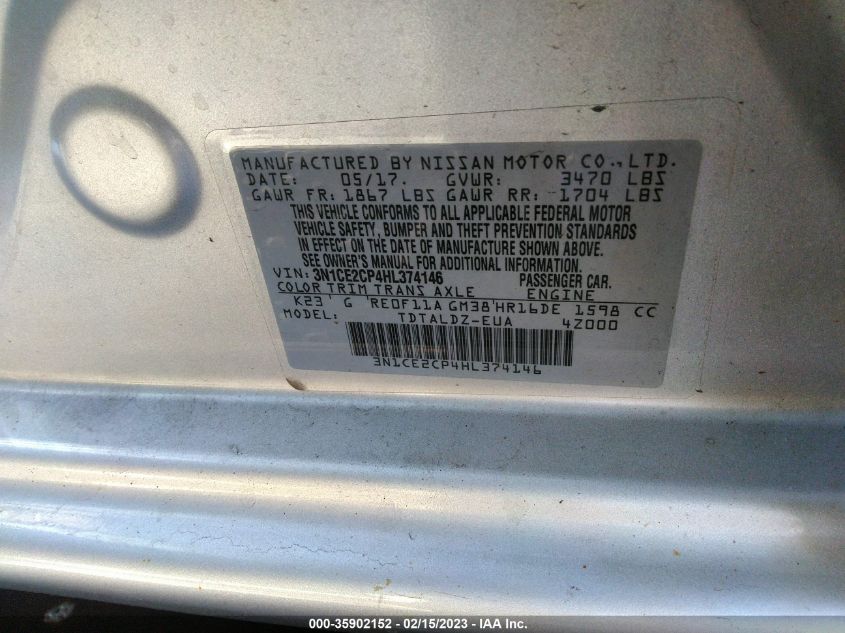 MANUFACTURED BY NISSAN MOTOR CO.,LTD.
DATE: 05/17. GVWR: 3470 LBS
GAWR FR: 1867 LBS GAWR RR: 1704 LBS
THIS VEHICLE CONFORMS TO ALL APPLICABLE FEDERAL MOTOR
VEHICLE SAFETY, BUMPER AND THEFT PREVENTION STANDARDS
IN EFFECT ON THE DATE OF MANUFACTURE SHOWN ABOVE.
SEE OWNER'S MANUAL FOR ADDITIONAL INFORMATION.
VIN: 3N1CE2CP4HL374146 PASSENGER CAR.
COLOR TRIM TRANS AXLE ENGINE
K23' G 'RE0F11A GM38'HR16DE 1598 CC
MODEL: TDTALDZ-EUA 4Z000
3N1CE2CP4HL374146
000-35902152 - 02/15/2023 - IAA Inc.